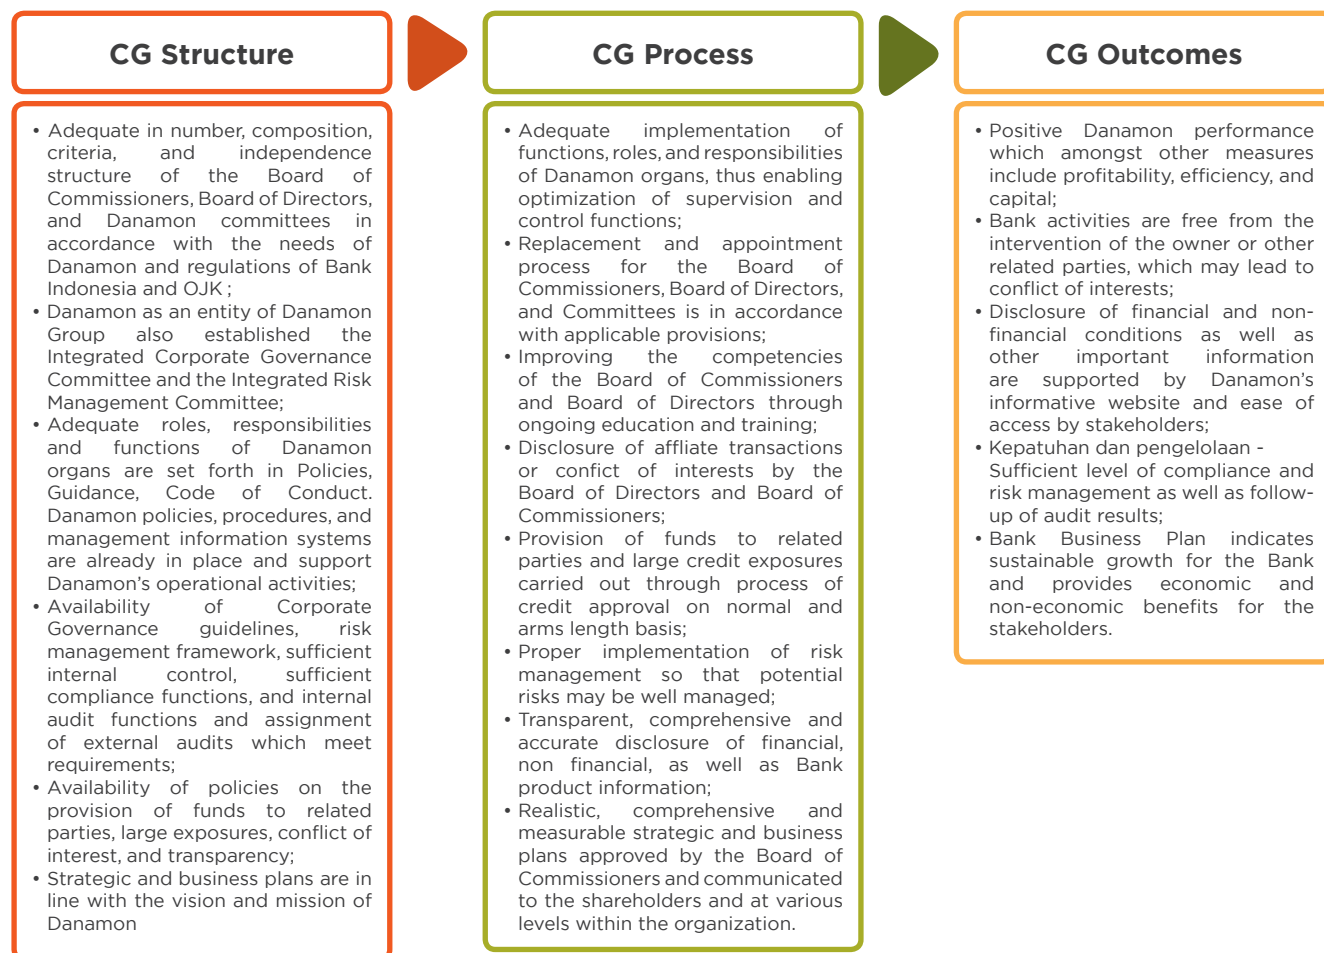 CG Structure
• Adequate in number, composition,
criteria, and independence
structure of the Board of
Commissioners, Board of Directors,
and Danamon committees in
accordance with the needs of
Danamon and regulations of Bank
Indonesia and OJK ;
• Danamon as an entity of Danamon
Group also established the
Integrated Corporate Governance
Committee and the Integrated Risk
Management Committee;
• Adequate roles, responsibilities
and functions of Danamon
organs are set forth in Policies,
Guidance, Code of Conduct.
Danamon policies, procedures, and
management information systems
are already in place and support
Danamon’s operational activities;
• Availability of Corporate
Governance guidelines, risk
management framework, sufficient
internal control, sufficient
compliance functions, and internal
audit functions and assignment
of external audits which meet
requirements;
• Availability of policies on the
provision of funds to related
parties, large exposures, conflict of
interest, and transparency;
• Strategic and business plans are in
line with the vision and mission of
Danamon
CG Process
• Adequate implementation of
functions, roles, and responsibilities
of Danamon organs, thus enabling
optimization of supervision and
control functions;
• Replacement and appointment
process for the Board of
Commissioners, Board of Directors,
and Committees is in accordance
with applicable provisions;
• Improving the competencies
of the Board of Commissioners
and Board of Directors through
ongoing education and training;
• Disclosure of affliate transactions
or confict of interests by the
Board of Directors and Board of
Commissioners;
• Provision of funds to related
parties and large credit exposures
carried out through process of
credit approval on normal and
arms length basis;
• Proper implementation of risk
management so that potential
risks may be well managed;
• Transparent, comprehensive and
accurate disclosure of financial,
non financial, as well as Bank
product information;
• Realistic, comprehensive and
measurable strategic and business
plans approved by the Board of
Commissioners and communicated
to the shareholders and at various
levels within the organization.
CG Outcomes
• Positive Danamon performance
which amongst other measures
include profitability, efficiency, and
capital;
• Bank activities are free from the
intervention of the owner or other
related parties, which may lead to
conflict of interests;
• Disclosure of financial and non-
financial conditions as well as
other important information
are supported by Danamon’s
informative website and ease of
access by stakeholders;
• Kepatuhan dan pengelolaan -
Sufficient level of compliance and
risk management as well as follow-
up of audit results;
• Bank Business Plan indicates
sustainable growth for the Bank
and provides economic and
non-economic benefits for the
stakeholders.